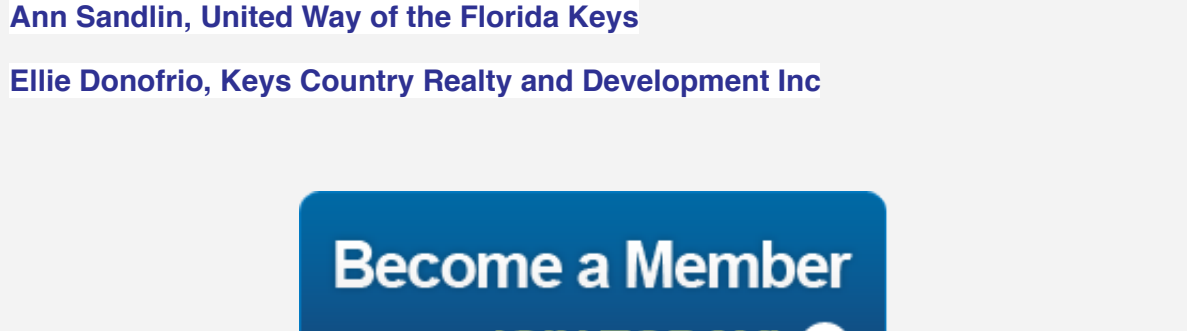 Ann Sandlin, United Way of the Florida Keys
Ellie Donofrio, Keys Country Realty and Development Inc
Become a Member